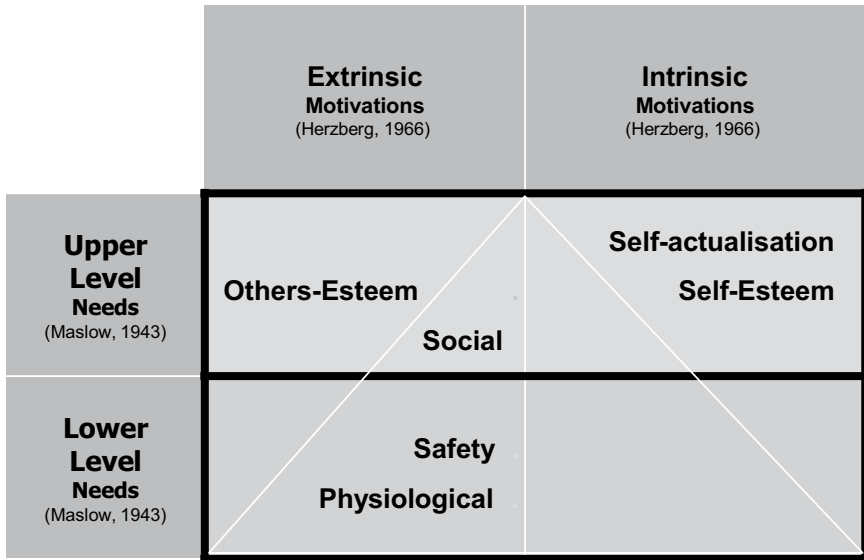 Extrinsic
Motivations
(Herzberg, 1966)
Intrinsic
Motivations
(Herzberg, 1966)
Upper
Level
Needs
(Maslow, 1943)
Others-Esteem
Social
Self-actualisation
Self-Esteem
Lower
Level
Needs
(Maslow, 1943)
Safety
Physiological